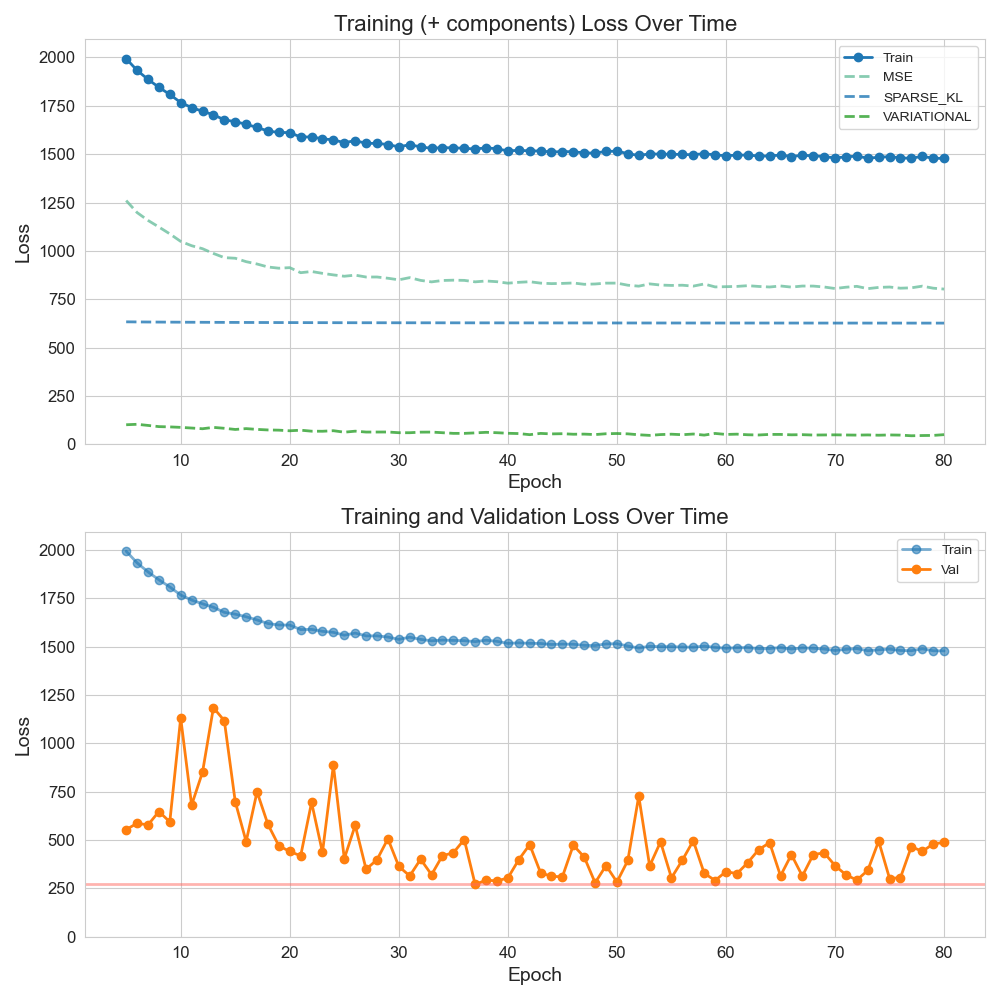 Training (+ components) Loss Over Time
Loss
2000
1750
1500
1250
1000
750
500
250
0
Train
MSE
SPARSE_KL
VARIATIONAL
10 20 30 40 50 60 70 80
Epoch
Training and Validation Loss Over Time
Loss
2000
1750
1500
1250
1000
750
500
250
0
Train
Val
10 20 30 40 50 60 70 80
Epoch